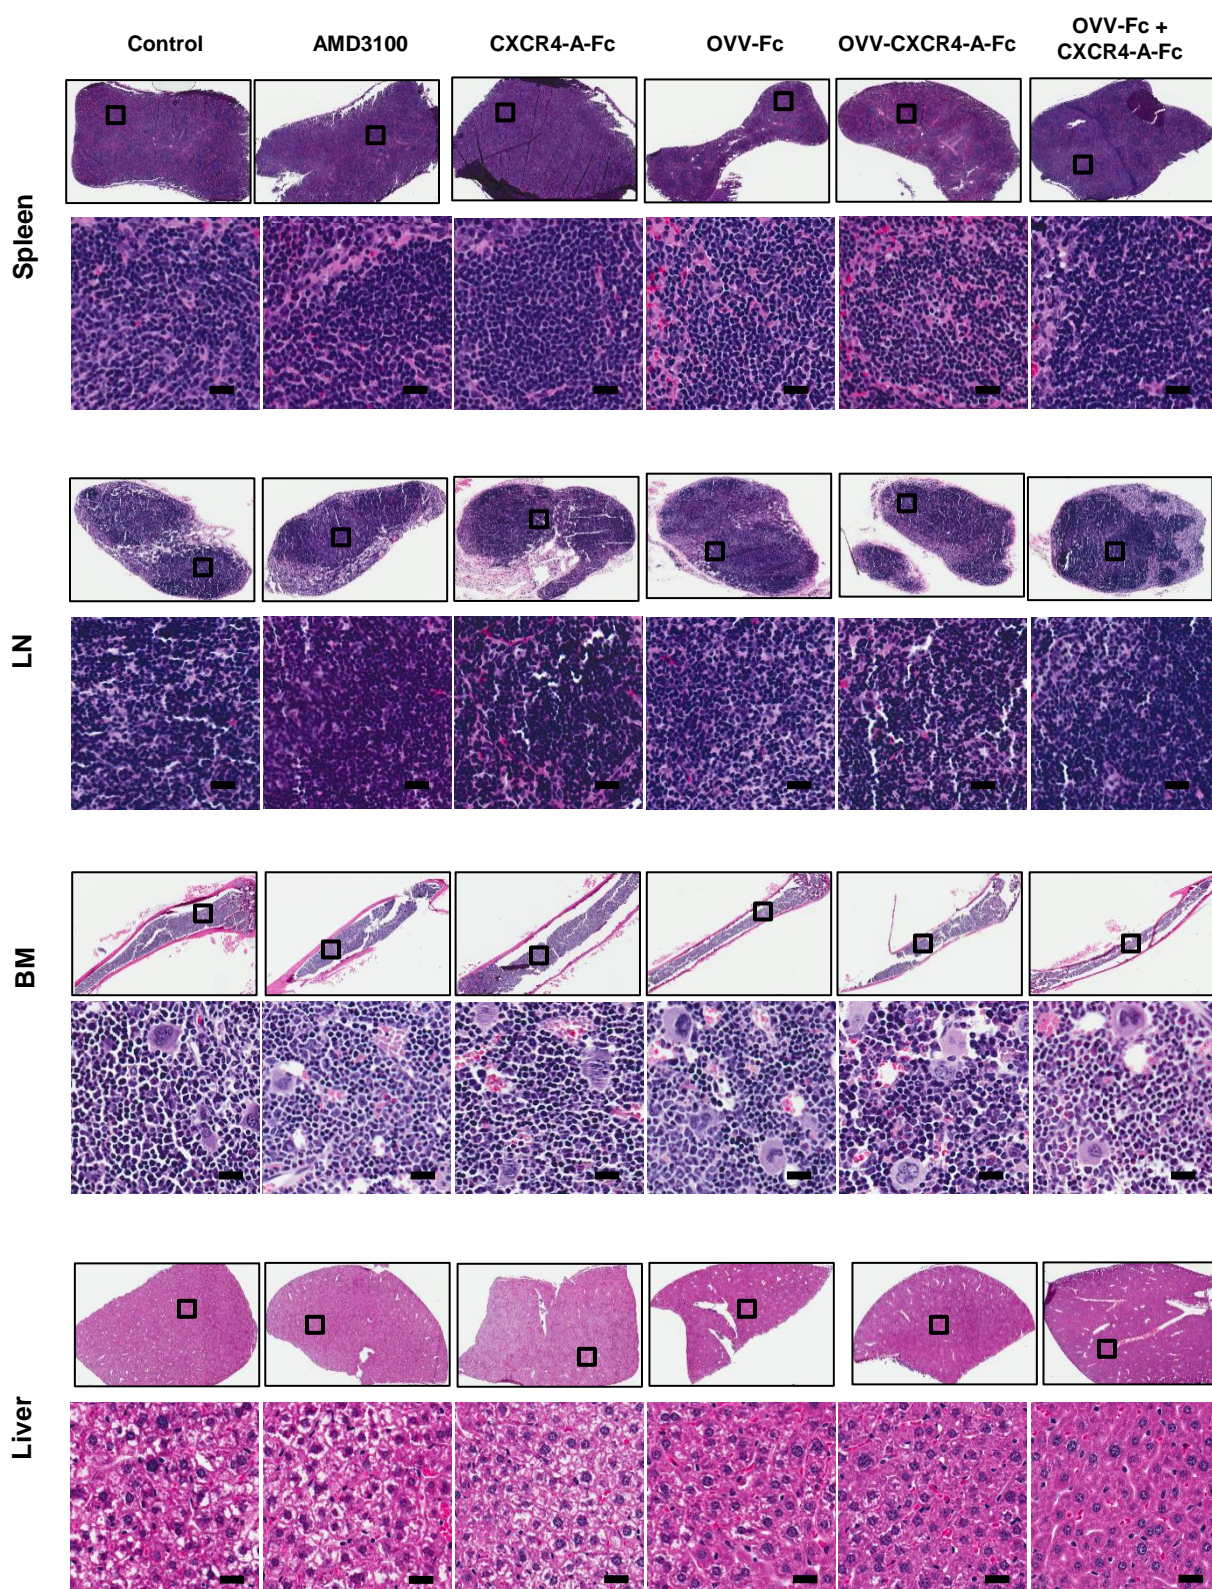 Control
AMD3100
CXCR4-A-Fc
OVV-Fc
OVV-CXCR4-A-Fc
OVV-Fc +
CXCR4-A-Fc
Spleen
LN
BM
Liver